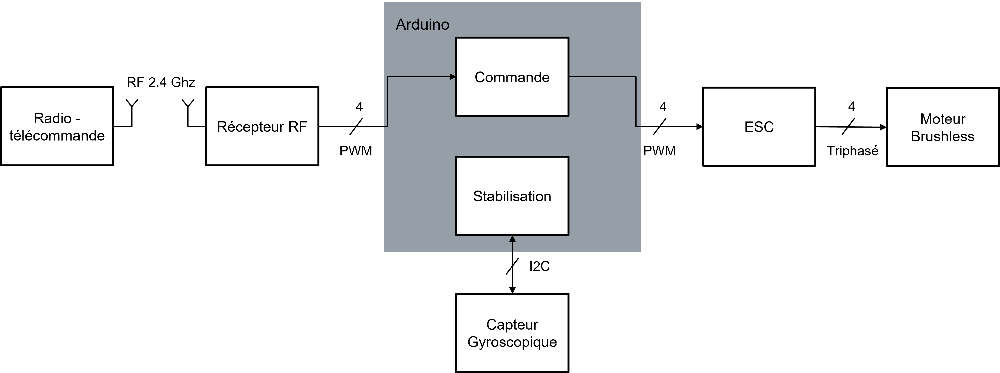 Arduino
Commande
RF 2.4 Ghz
Radio -
télécommande
Récepteur RF
4
PWM
4
PWM
ESC
4
Triphasé
Moteur
Brushless
Stabilisation
I2C
Capteur
Gyroscopique